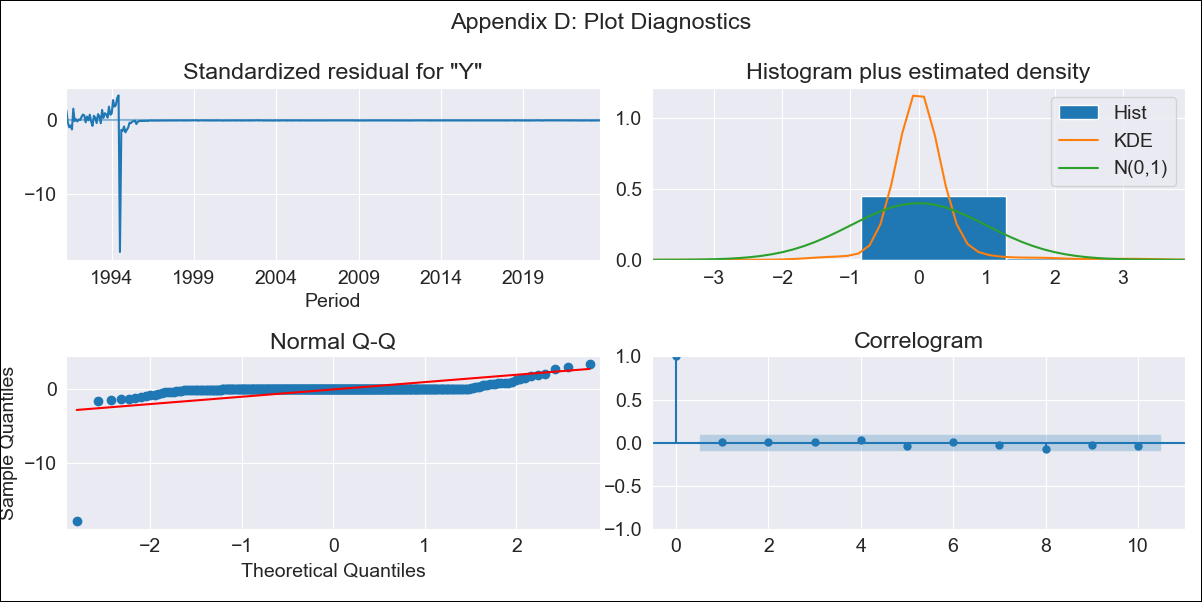 Appendix D: Plot Diagnostics
Standardized residual for "Y"
0
−10
1994 1999 2004 2009 2014 2019
Period
Histogram plus estimated density
1.0
0.5
0.0
−3 −2 −1 0 1 2 3
Hist
KDE
N(0,1)
Normal Q-Q
Sample Quantiles
0
−10
−2 −1 0 1 2
Theoretical Quantiles
Correlogram
1.0
0.5
0.0
−0.5
−1.0
0 2 4 6 8 10